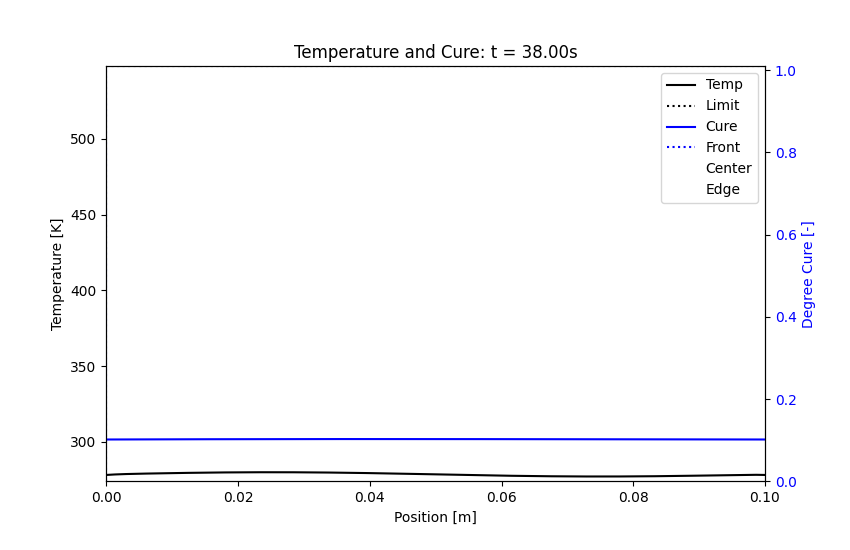 Temperature and Cure: t = 38.00s
Temp
Limit
Cure
Front
Center
Edge
500
450
400
350
300
Temperature [K]
1.0
0.8
0.6
0.4
0.2
0.0
Degree Cure [-]
0.00 0.02 0.04 0.06 0.08 0.10
Position [m]